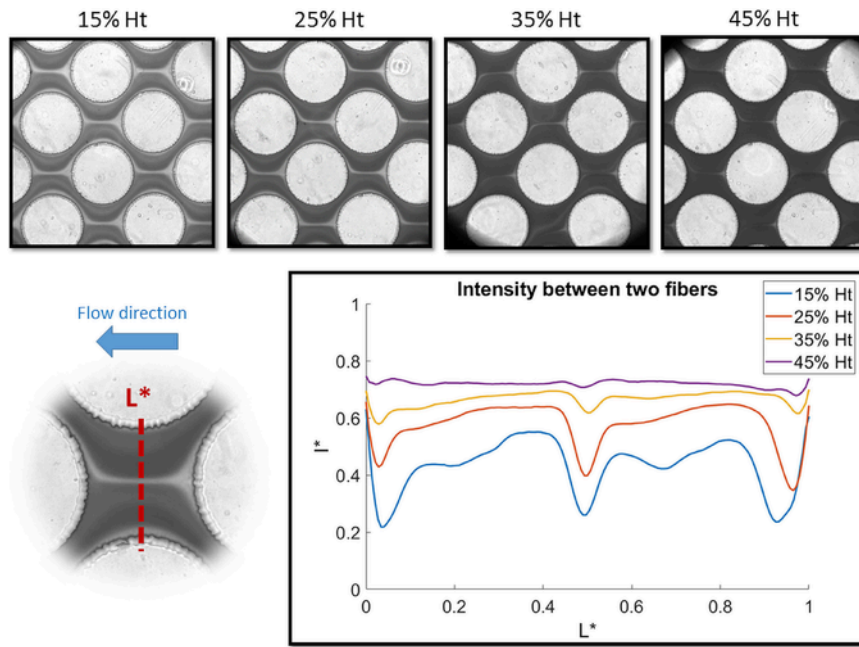 15% Ht
25% Ht
35% Ht
45% Ht
Flow direction
L*
Intensity between two fibers
15% Ht
25% Ht
35% Ht
45% Ht
1
0.8
0.6
0.4
0.2
0
I*
0
0.2
0.4
0.6
0.8
1
L*